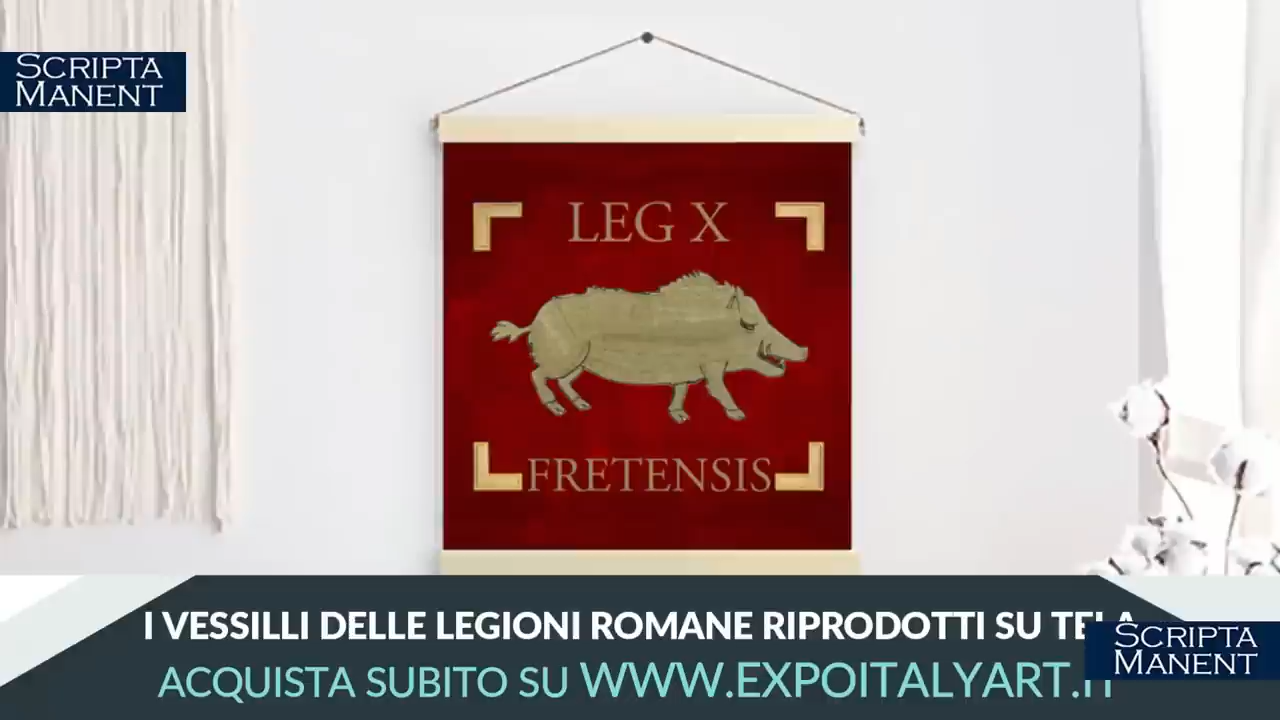 SCRIPTA
MANENT
LEG X
FRETENSIS
I VESSILLI DELLE LEGIONI ROMANE RIPRODOTTI SU TELA
ACQUISTA SUBITO SU WWW.EXPOITALYART.IT
SCRIPTA
MANENT